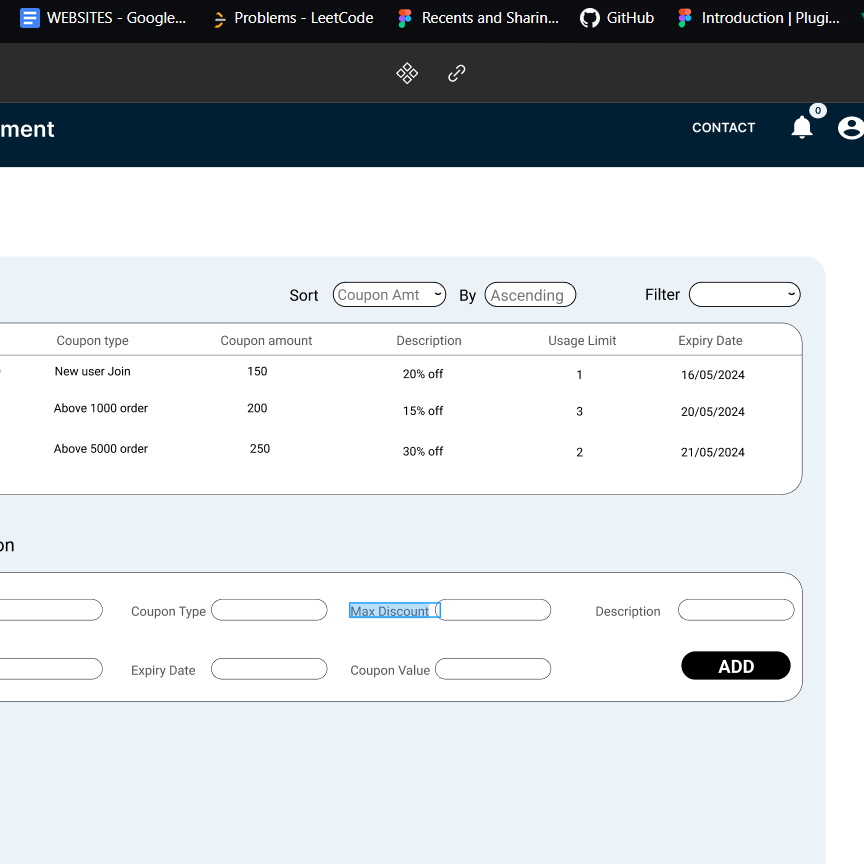 WEBSITES - Google... Problems - LeetCode Recents and Sharin... GitHub Introduction | Plugi...
ment CONTACT 0
Sort Coupon Amt By Ascending Filter
Coupon type Coupon amount Description Usage Limit Expiry Date
New user Join 150 20% off 1 16/05/2024
Above 1000 order 200 15% off 3 20/05/2024
Above 5000 order 250 30% off 2 21/05/2024
on
Coupon Type Max Discount Description
Expiry Date Coupon Value ADD